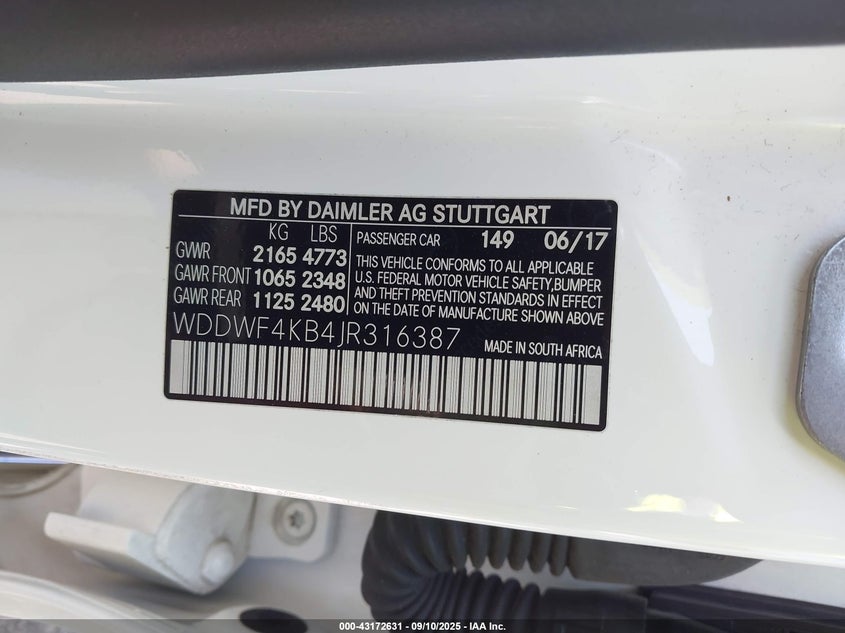 MFD BY DAIMLER AG STUTTGART
KG LBS
GVWR 2165 4773
GAWR FRONT 1065 2348
GAWR REAR 1125 2480
PASSENGER CAR 149 06/17
THIS VEHICLE CONFORMS TO ALL APPLICABLE
U.S. FEDERAL MOTOR VEHICLE SAFETY,BUMPER
AND THEFT PREVENTION STANDARDS IN EFFECT
ON THE DATE OF MANUFACTURE SHOWN ABOVE
WDDWF4KB4JR316387
MADE IN SOUTH AFRICA
000-43172631 - 09/10/2025 - IAA Inc.